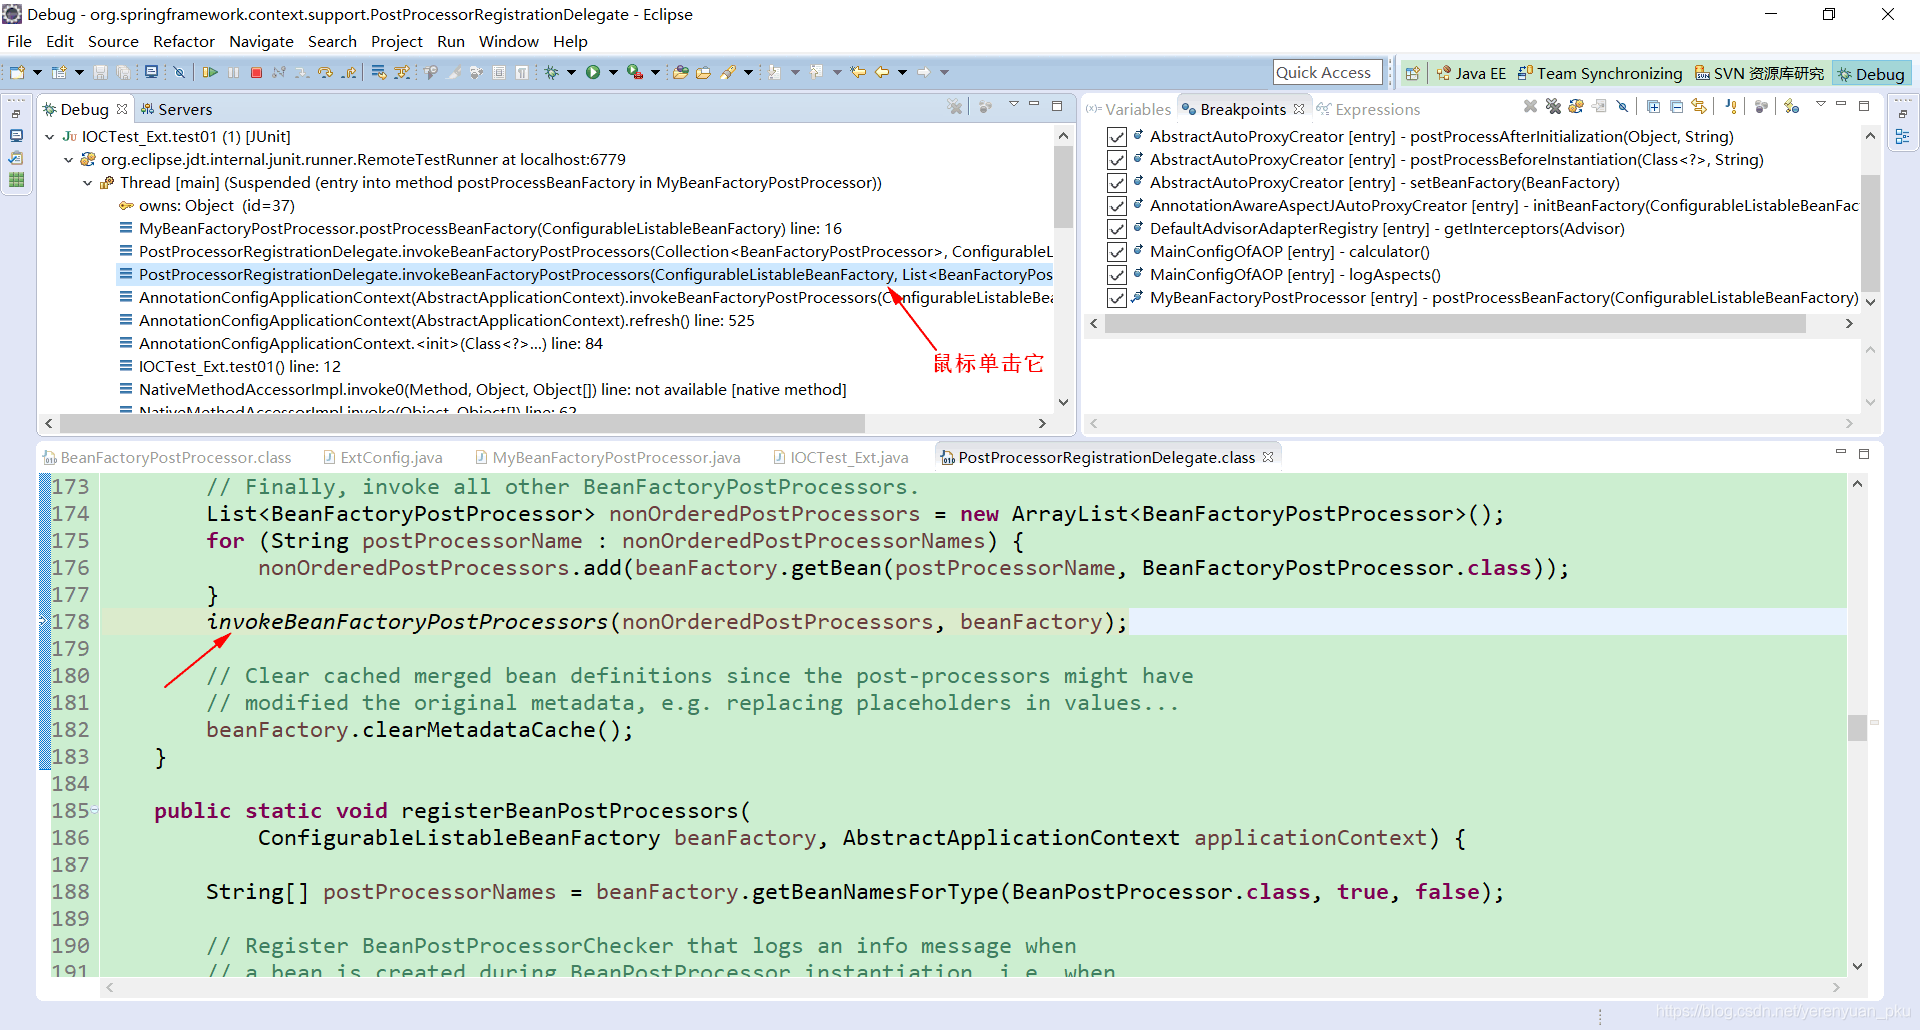 Debug - org.springframework.context.support.PostProcessorRegistrationDelegate - Eclipse
File Edit Source Refactor Navigate Search Project Run Window Help
Quick Access
Java EE
Team Synchronizing
SVN 资源库研究
Debug
Debug
Servers
IOCTest_Ext.test01 (1) [JUnit]
org.eclipse.jdt.internal.junit.runner.RemoteTestRunner at localhost:6779
Thread [main] (Suspended (entry into method postProcessBeanFactory in MyBeanFactoryPostProcessor))
owns: Object (id=37)
MyBeanFactoryPostProcessor.postProcessBeanFactory(ConfigurableListableBeanFactory) line: 16
PostProcessorRegistrationDelegate.invokeBeanFactoryPostProcessors(Collection<BeanFactoryPostProcessor>, ConfigurableL
PostProcessorRegistrationDelegate.invokeBeanFactoryPostProcessors(ConfigurableListableBeanFactory, List<BeanFactoryPos
AnnotationConfigApplicationContext(AbstractApplicationContext).invokeBeanFactoryPostProcessors(ConfigurableListableBea
AnnotationConfigApplicationContext(AbstractApplicationContext).refresh() line: 525
AnnotationConfigApplicationContext.<init>(Class<?>...) line: 84
IOCTest_Ext.test01() line: 12
NativeMethodAccessorImpl.invoke0(Method, Object, Object[]) line: not available [native method]
NativeMethodAccessorImpl.invoke(Object, Object[]) line: 62
鼠标单击它
Variables
Breakpoints
Expressions
AbstractAutoProxyCreator [entry] - postProcessAfterInitialization(Object, String)
AbstractAutoProxyCreator [entry] - postProcessBeforeInstantiation(Class<?>, String)
AbstractAutoProxyCreator [entry] - setBeanFactory(BeanFactory)
AnnotationAwareAspectJAutoProxyCreator [entry] - initBeanFactory(ConfigurableListableBeanFac
DefaultAdvisorAdapterRegistry [entry] - getInterceptors(Advisor)
MainConfigOfAOP [entry] - calculator()
MainConfigOfAOP [entry] - logAspects()
MyBeanFactoryPostProcessor [entry] - postProcessBeanFactory(ConfigurableListableBeanFactory)
BeanFactoryPostProcessor.class
ExtConfig.java
MyBeanFactoryPostProcessor.java
IOCTest_Ext.java
PostProcessorRegistrationDelegate.class
173 // Finally, invoke all other BeanFactoryPostProcessors.
174 List<BeanFactoryPostProcessor> nonOrderedPostProcessors = new ArrayList<BeanFactoryPostProcessor>();
175 for (String postProcessorName : nonOrderedPostProcessorNames) {
176 nonOrderedPostProcessors.add(beanFactory.getBean(postProcessorName, BeanFactoryPostProcessor.class));
177 }
178 invokeBeanFactoryPostProcessors(nonOrderedPostProcessors, beanFactory);
179
180 // Clear cached merged bean definitions since the post-processors might have
181 // modified the original metadata, e.g. replacing placeholders in values...
182 beanFactory.clearMetadataCache();
183 }
184
185 public static void registerBeanPostProcessors(
186 ConfigurableListableBeanFactory beanFactory, AbstractApplicationContext applicationContext) {
187
188 String[] postProcessorNames = beanFactory.getBeanNamesForType(BeanPostProcessor.class, true, false);
189
190 // Register BeanPostProcessorChecker that logs an info message when
191 // a bean is created during BeanPostProcessor instantiation, i.e. when
https://blog.csdn.net/yerenyuan_pku